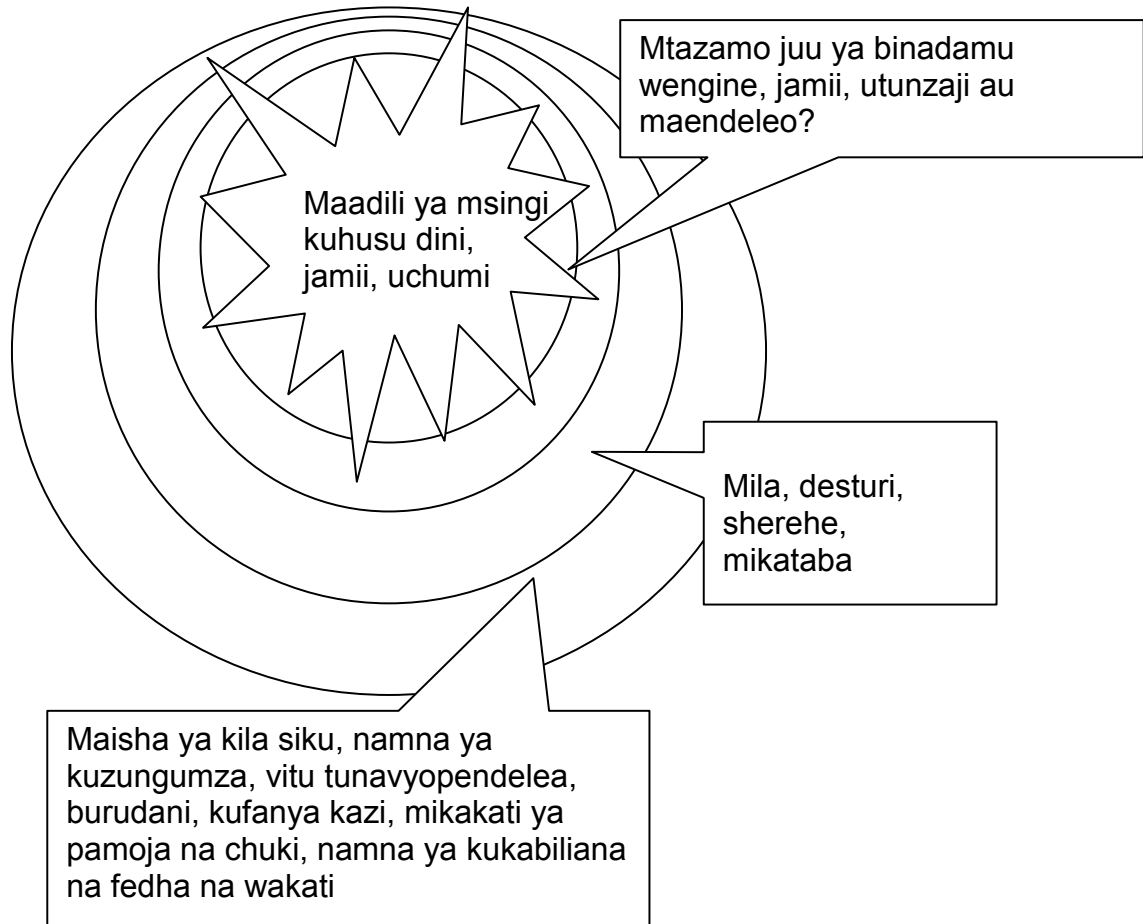 Mtazamo juu ya binadamu
wengine, jamii, utunzaji au
maendeleo?
Maadili ya msingi
kuhusu dini,
jamii, uchumi
Mila, desturi,
sherehe,
mikataba
Maisha ya kila siku, namna ya
kuzungumza, vitu tunavyopendelea,
burudani, kufanya kazi, mikakati ya
pamoja na chuki, namna ya kukabiliana
na fedha na wakati